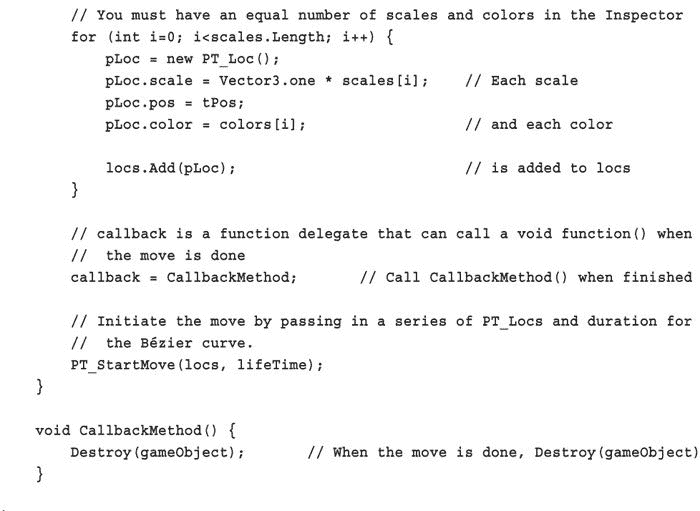 // You must have an equal number of scales and colors in the Inspector
for (int i=0; i<scales.Length; i++) {
pLoc = new PT_Loc();
pLoc.scale = Vector3.one * scales[i]; // Each scale
pLoc.pos = tPos;
pLoc.color = colors[i]; // and each color
locs.Add(pLoc); // is added to locs
}
// callback is a function delegate that can call a void function() when
// the move is done
callback = CallbackMethod; // Call CallbackMethod() when finished
// Initiate the move by passing in a series of PT_Locs and duration for
// the Bézier curve.
PT_StartMove(locs, lifeTime);
}
void CallbackMethod() {
Destroy(gameObject); // When the move is done, Destroy(gameObject)
}